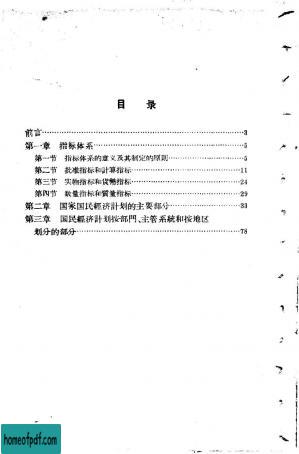 目 录
前言……3
第一章 指标体系……5
第一节 指标体系的意义及其制定的原则……5
第二节 批准指标和計算指标……11
第三节 实物指标和貨幣指标……24
第四节 数量指标和質量指标……29
第二章 国家国民經济計划的主要部分……33
第三章 国民經济計划按部門、主管系統和按地区
划分的部分……78
homeofpdf.com